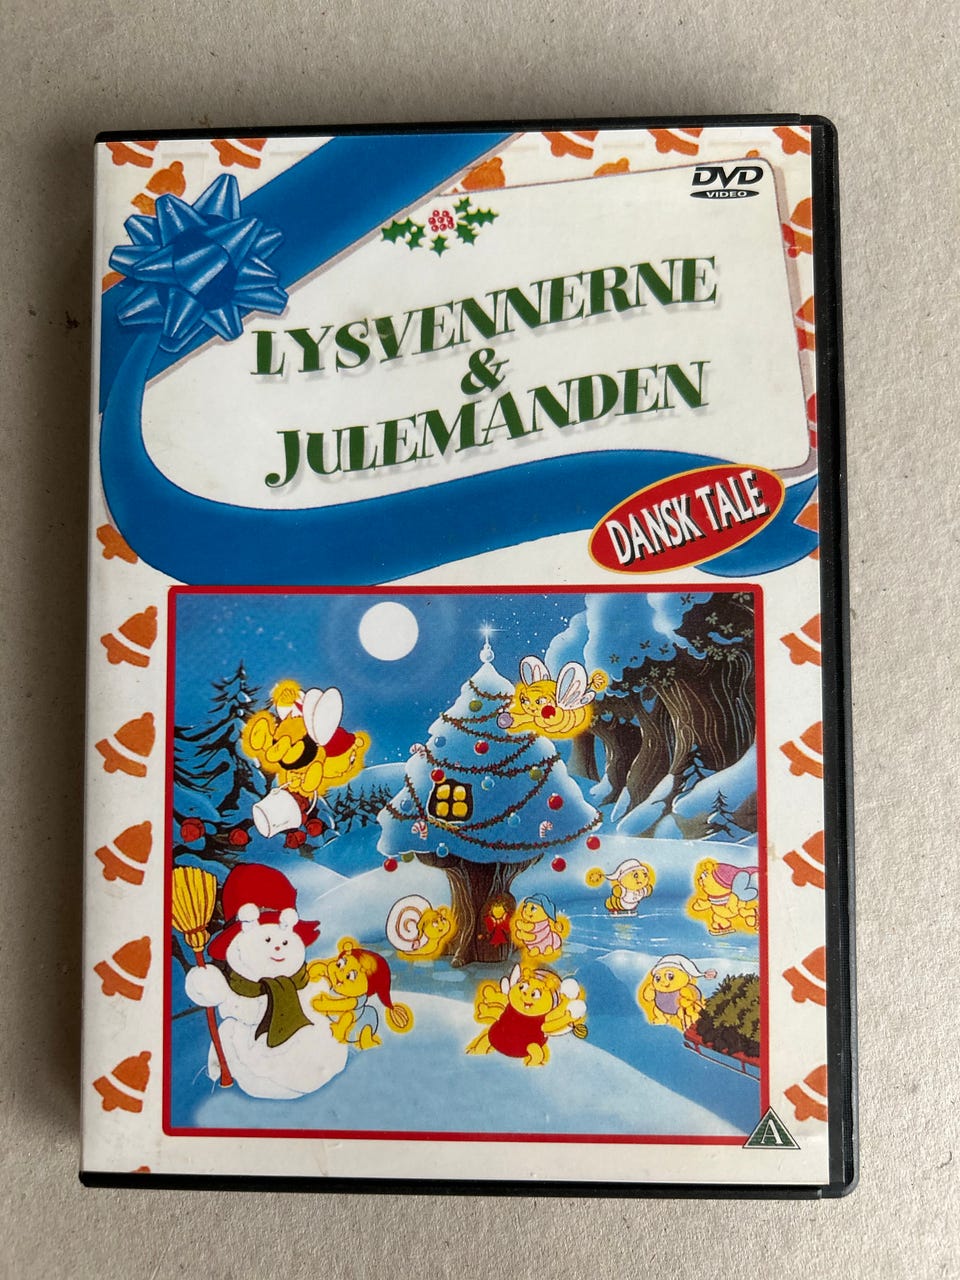 DVD
VIDEO
LYSVENNERNE
&
JULEMANDEN
DANSK TALE
A